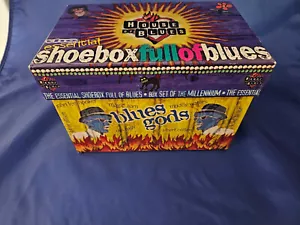 HOUSE
OF
BLUES
essential
shoebox full of blues
THE ESSENTIAL SHOEBOX FULL OF BLUES • BOX SET OF THE MILLENNIUM • THE ESSENTIAL
blues
gods